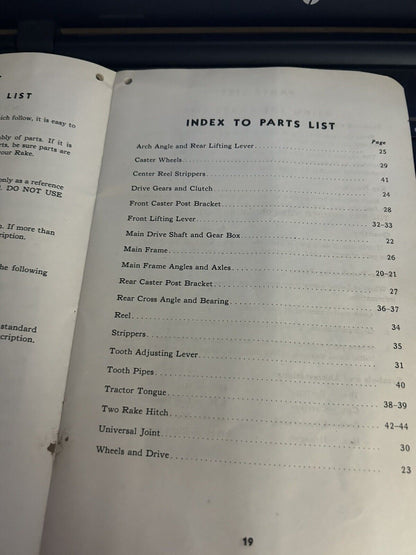 LIST
ich follow, it is easy to
bly of parts. If it is
rts, be sure parts are
your Rake.
only as a reference
DO NOT USE
n. If more than
ription.
he following
standard
cription.
INDEX TO PARTS LIST
Page
Arch Angle and Rear Lifting Lever 25
Caster Wheels 29
Center Reel Strippers 41
Drive Gears and Clutch 24
Front Caster Post Bracket 28
Front Lifting Lever 32-33
Main Drive Shaft and Gear Box 22
Main Frame 26
Main Frame Angles and Axles 20-21
Rear Caster Post Bracket 27
Rear Cross Angle and Bearing 36-37
Reel 34
Strippers 35
Tooth Adjusting Lever 31
Tooth Pipes 40
Tractor Tongue 38-39
Two Rake Hitch 42-44
Universal Joint 30
Wheels and Drive 23
19